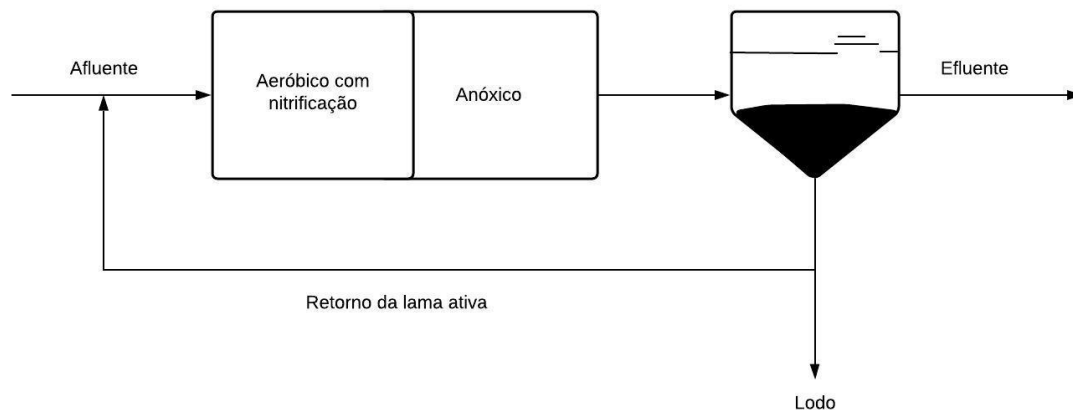 Afluente
Aeróbico com
nitrificação
Anóxico
Efluente
Retorno da lama ativa
Lodo